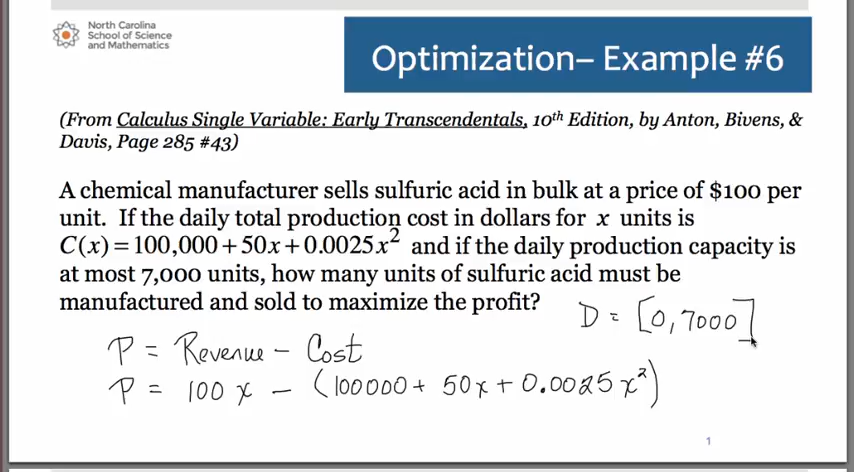 North Carolina
School of Science
and Mathematics
Optimization– Example #6
(From Calculus Single Variable: Early Transcendentals, 10th Edition, by Anton, Bivens, &
Davis, Page 285 #43)
A chemical manufacturer sells sulfuric acid in bulk at a price of $100 per
unit. If the daily total production cost in dollars for x units is
C(x) = 100,000 + 50x + 0.0025x² and if the daily production capacity is
at most 7,000 units, how many units of sulfuric acid must be
manufactured and sold to maximize the profit?
D = [0, 7000]
P = Revenue - Cost
P = 100x - (100000 + 50x + 0.0025x²)
1